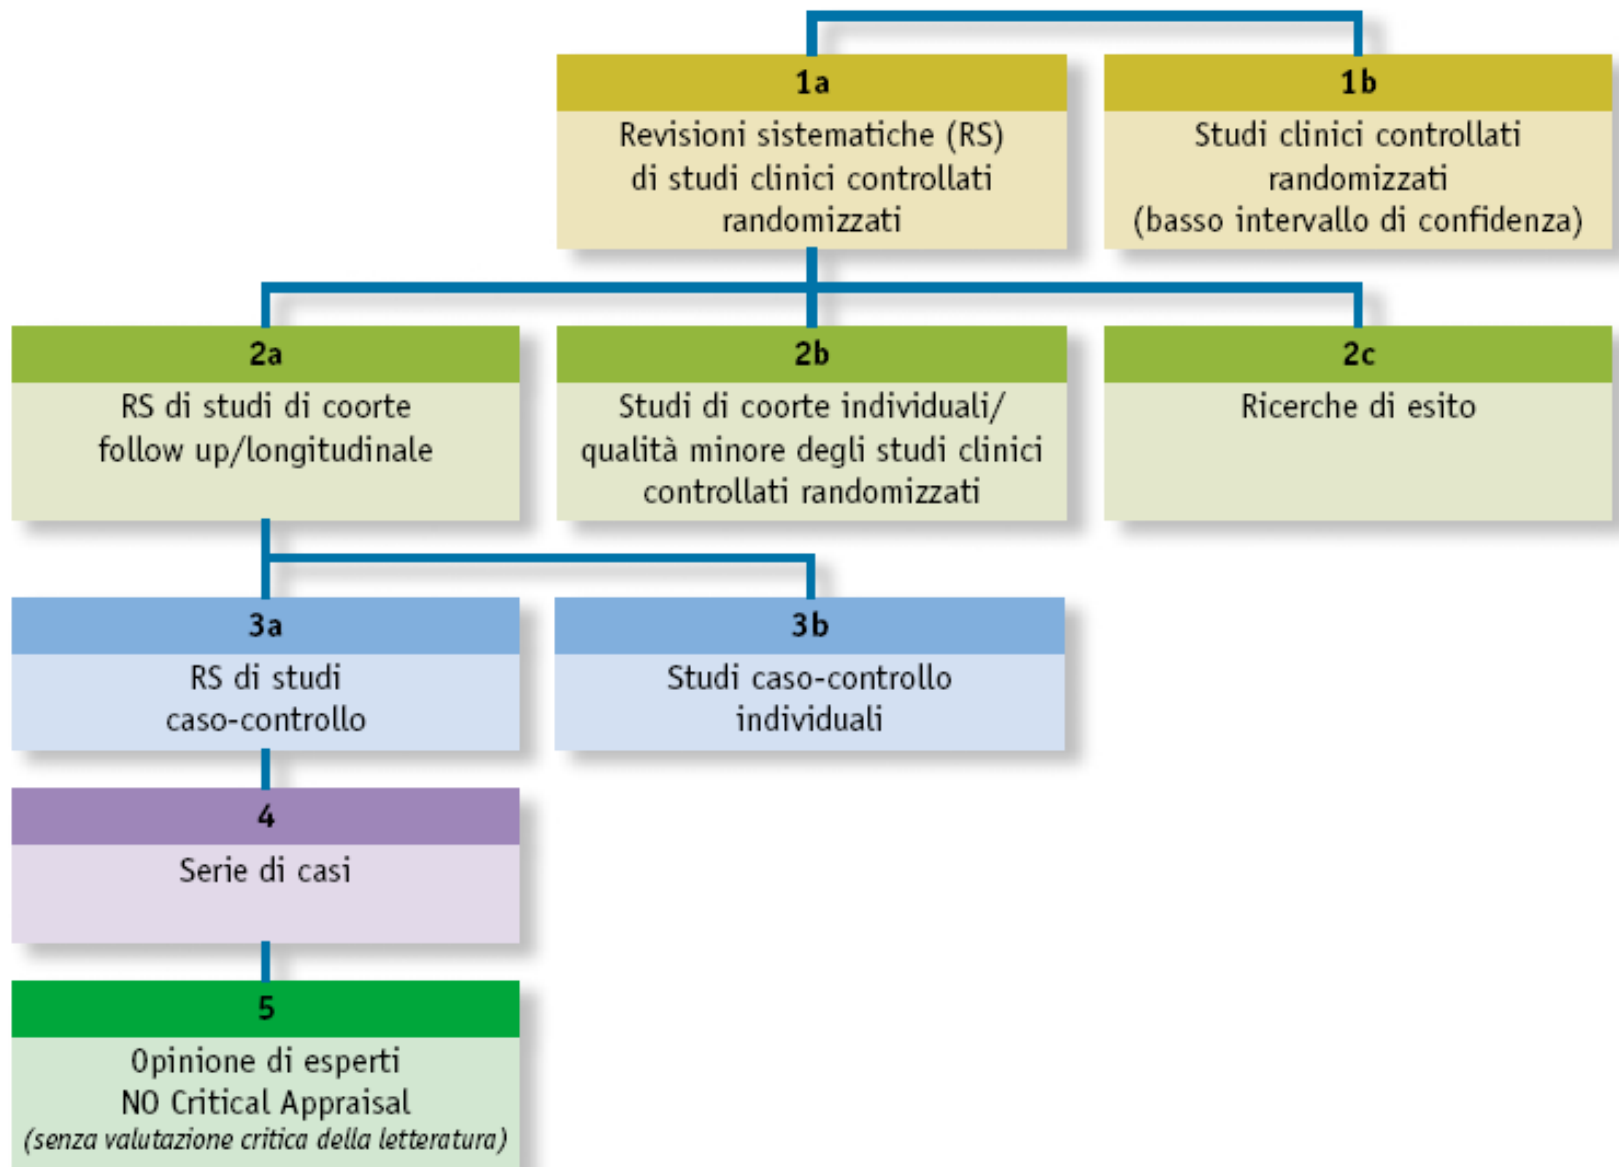 1a
Revisioni sistematiche (RS)
di studi clinici controllati
randomizzati
1b
Studi clinici controllati
randomizzati
(basso intervallo di confidenza)
2a
RS di studi di coorte
follow up/longitudinale
2b
Studi di coorte individuali/
qualità minore degli studi clinici
controllati randomizzati
2c
Ricerche di esito
3a
RS di studi
caso-controllo
3b
Studi caso-controllo
individuali
4
Serie di casi
5
Opinione di esperti
NO Critical Appraisal
(senza valutazione critica della letteratura)